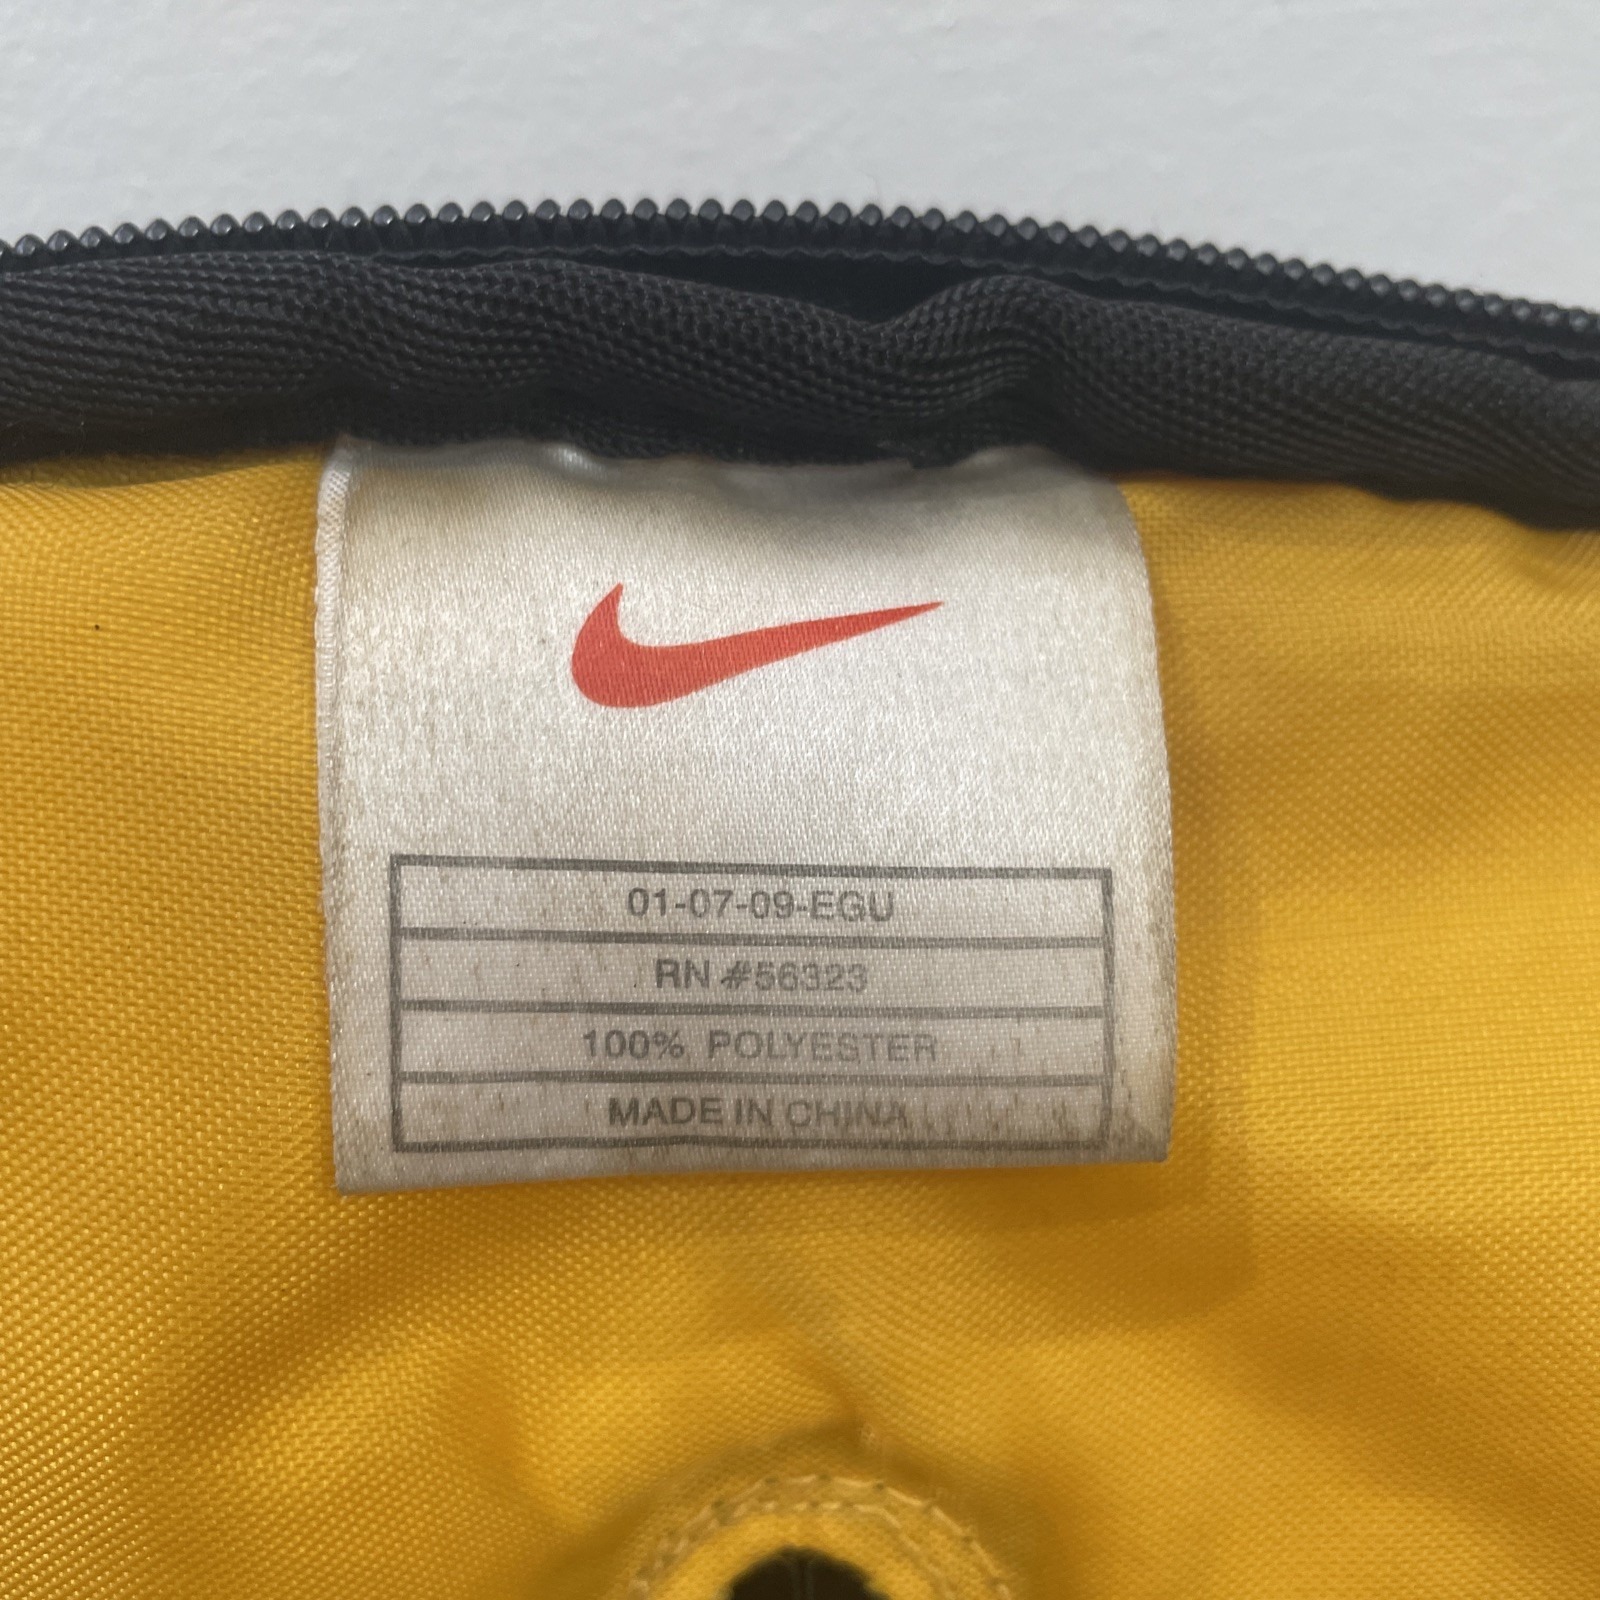 01-07-09-EGU
RN #56323
100% POLYESTER
MADE IN CHINA